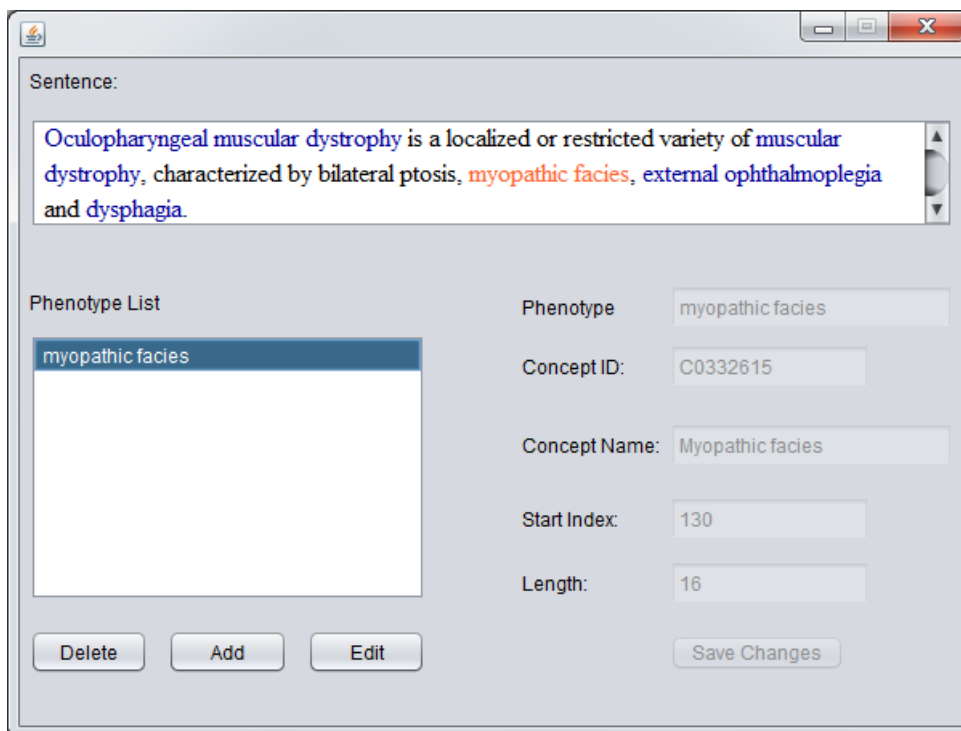 Sentence:
Oculopharyngeal muscular dystrophy is a localized or restricted variety of muscular
dystrophy, characterized by bilateral ptosis, myopathic facies, external ophthalmoplegia
and dysphagia.
Phenotype List
myopathic facies
Delete
Add
Edit
Phenotype
myopathic facies
Concept ID:
C0332615
Concept Name:
Myopathic facies
Start Index:
130
Length:
16
Save Changes